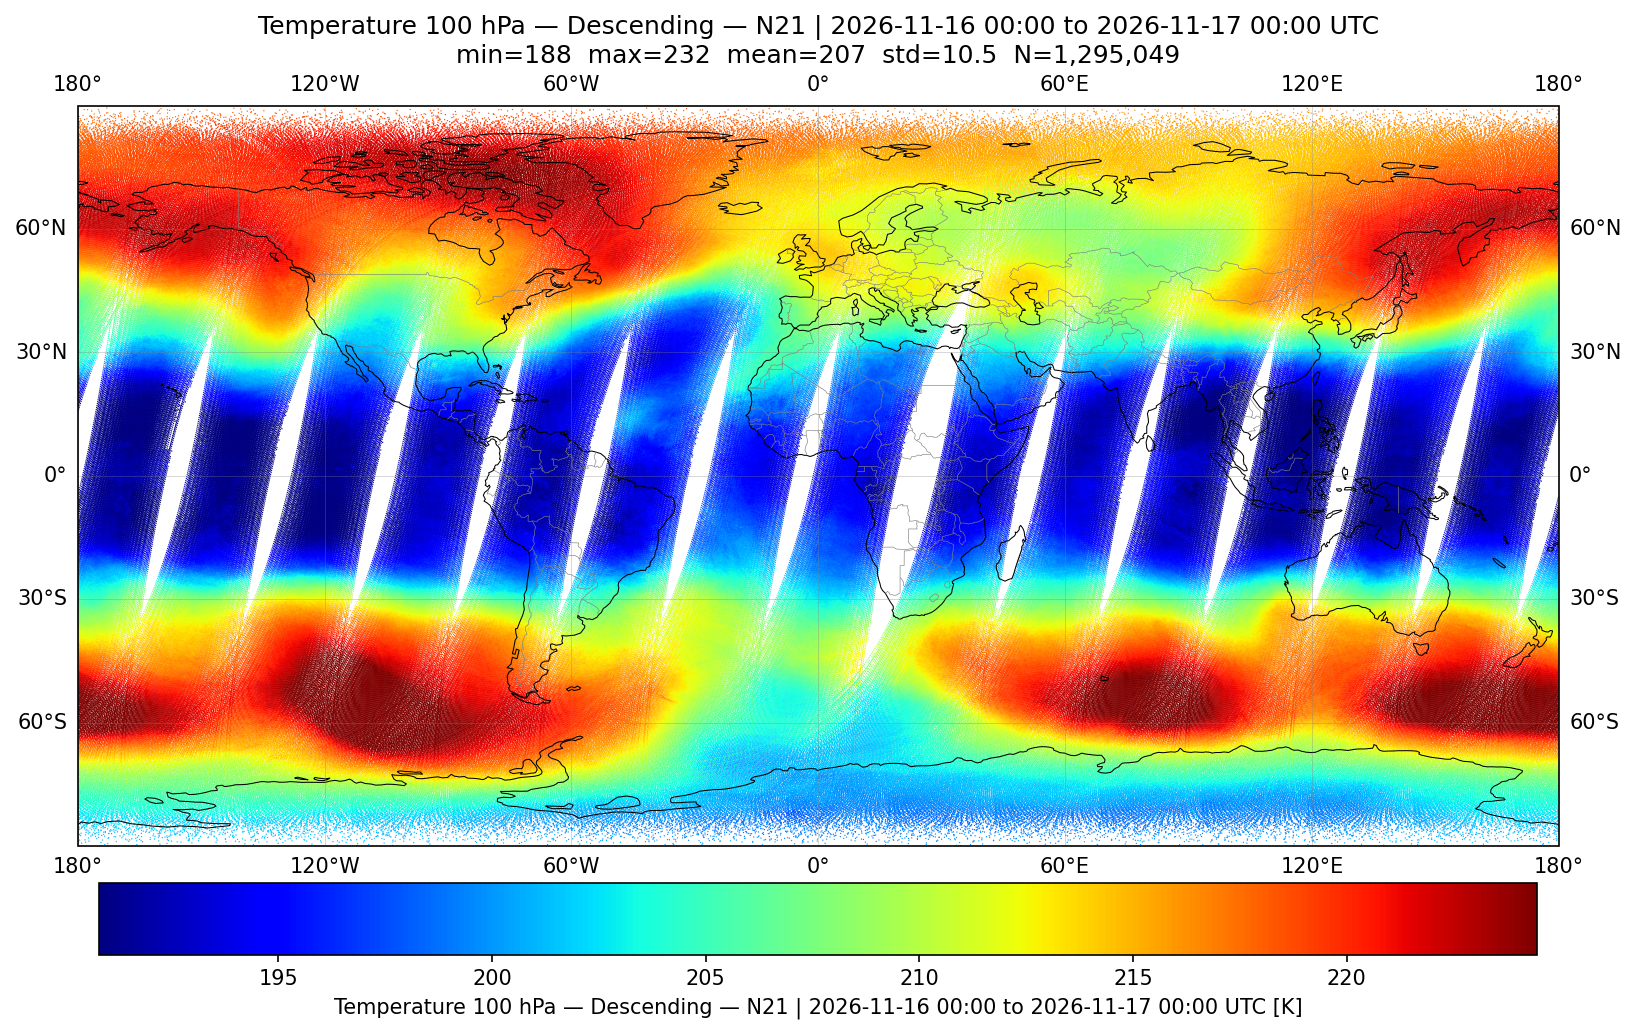 Temperature 100 hPa — Descending — N21 | 2026-11-16 00:00 to 2026-11-17 00:00 UTC
min=188 max=232 mean=207 std=10.5 N=1,295,049
180° 120°W 60°W 0° 60°E 120°E 180°
60°N 60°N
30°N 30°N
0° 0°
30°S 30°S
60°S 60°S
180° 120°W 60°W 0° 60°E 120°E 180°
195 200 205 210 215 220
Temperature 100 hPa — Descending — N21 | 2026-11-16 00:00 to 2026-11-17 00:00 UTC [K]